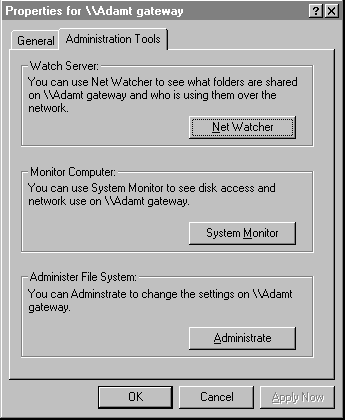 Properties for \\Adamt gateway
General
Administration Tools
Watch Server:
You can use Net Watcher to see what folders are shared
on \\Adamt gateway and who is using them over the
network.
Net Watcher
Monitor Computer:
You can use System Monitor to see disk access and
network use on \\Adamt gateway.
System Monitor
Administer File System:
You can Adminstrate to change the settings on \\Adamt
gateway.
Administrate
OK
Cancel
Apply Now